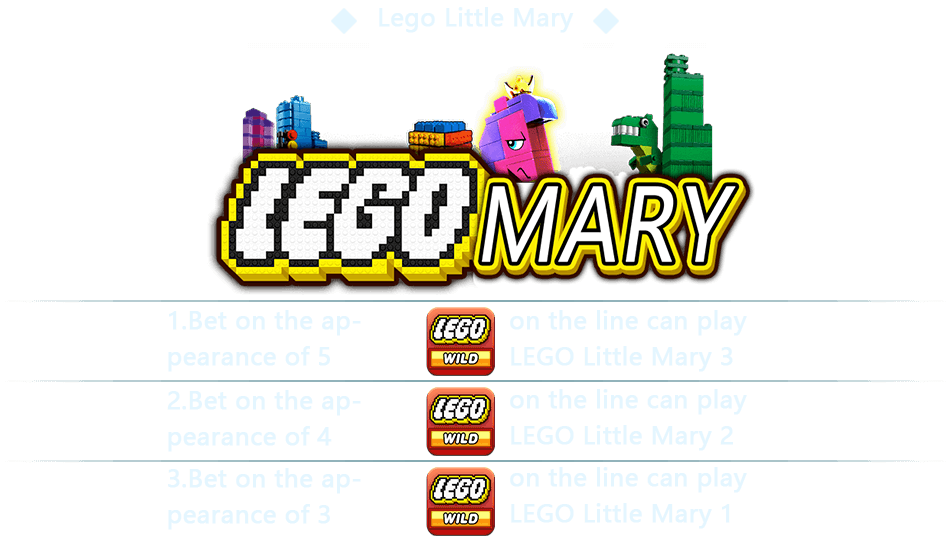 Lego Little Mary
LEGO MARY
1.Bet on the ap-
pearance of 5
LEGO
WILD
on the line can play
LEGO Little Mary 3
2.Bet on the ap-
pearance of 4
LEGO
WILD
on the line can play
LEGO Little Mary 2
3.Bet on the ap-
pearance of 3
LEGO
WILD
on the line can play
LEGO Little Mary 1